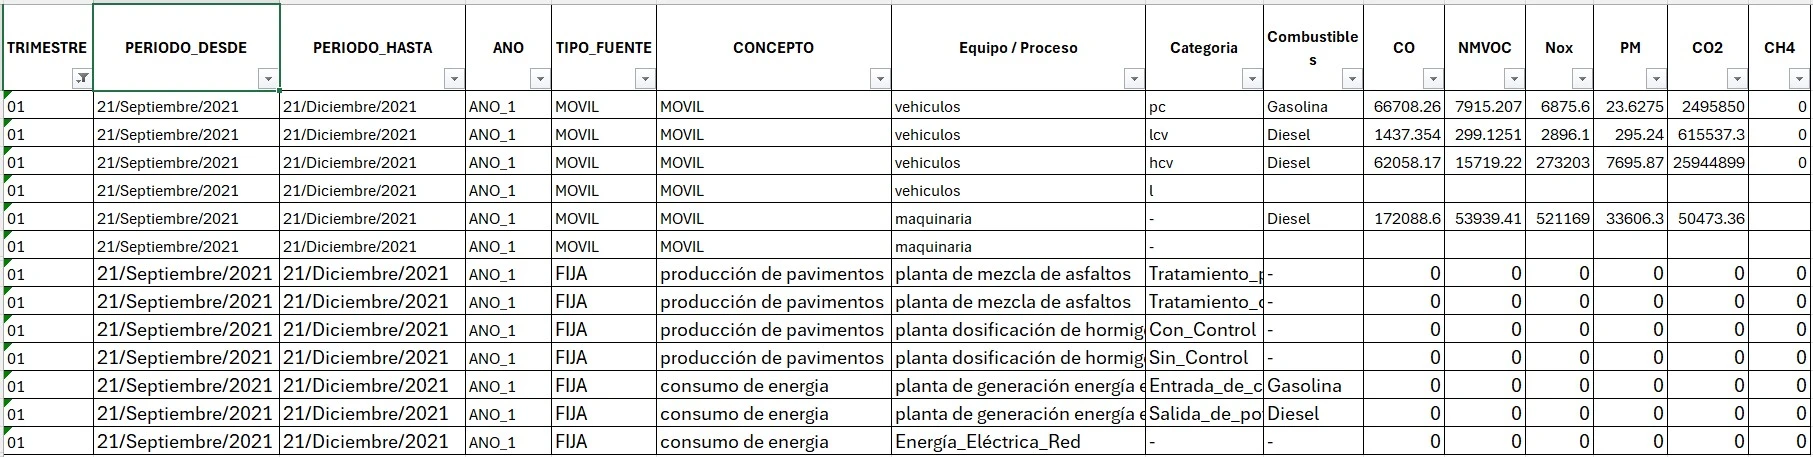 TRIMESTRE PERIODO_DESDE PERIODO_HASTA ANO TIPO_FUENTE CONCEPTO Equipo / Proceso Categoria Combustible
s CO NMVOC Nox PM CO2 CH4
01 21/Septiembre/2021 21/Diciembre/2021 ANO_1 MOVIL MOVIL vehiculos pc Gasolina 66708.26 7915.207 6875.6 23.6275 2495850 0
01 21/Septiembre/2021 21/Diciembre/2021 ANO_1 MOVIL MOVIL vehiculos lcv Diesel 1437.354 299.1251 2896.1 295.24 615537.3 0
01 21/Septiembre/2021 21/Diciembre/2021 ANO_1 MOVIL MOVIL vehiculos hcv Diesel 62058.17 15719.22 273203 7695.87 25944899 0
01 21/Septiembre/2021 21/Diciembre/2021 ANO_1 MOVIL MOVIL vehiculos l
01 21/Septiembre/2021 21/Diciembre/2021 ANO_1 MOVIL MOVIL maquinaria - Diesel 172088.6 53939.41 521169 33606.3 50473.36
01 21/Septiembre/2021 21/Diciembre/2021 ANO_1 MOVIL MOVIL maquinaria -
01 21/Septiembre/2021 21/Diciembre/2021 ANO_1 FIJA producción de pavimentos planta de mezcla de asfaltos Tratamiento_p - 0 0 0 0 0 0
01 21/Septiembre/2021 21/Diciembre/2021 ANO_1 FIJA producción de pavimentos planta de mezcla de asfaltos Tratamiento_c - 0 0 0 0 0 0
01 21/Septiembre/2021 21/Diciembre/2021 ANO_1 FIJA producción de pavimentos planta dosificación de hormig Con_Control - 0 0 0 0 0 0
01 21/Septiembre/2021 21/Diciembre/2021 ANO_1 FIJA producción de pavimentos planta dosificación de hormig Sin_Control - 0 0 0 0 0 0
01 21/Septiembre/2021 21/Diciembre/2021 ANO_1 FIJA consumo de energia planta de generación energía e Entrada_de_c Gasolina 0 0 0 0 0 0
01 21/Septiembre/2021 21/Diciembre/2021 ANO_1 FIJA consumo de energia planta de generación energía e Salida_de_po Diesel 0 0 0 0 0 0
01 21/Septiembre/2021 21/Diciembre/2021 ANO_1 FIJA consumo de energia Energía_Eléctrica_Red - - 0 0 0 0 0 0